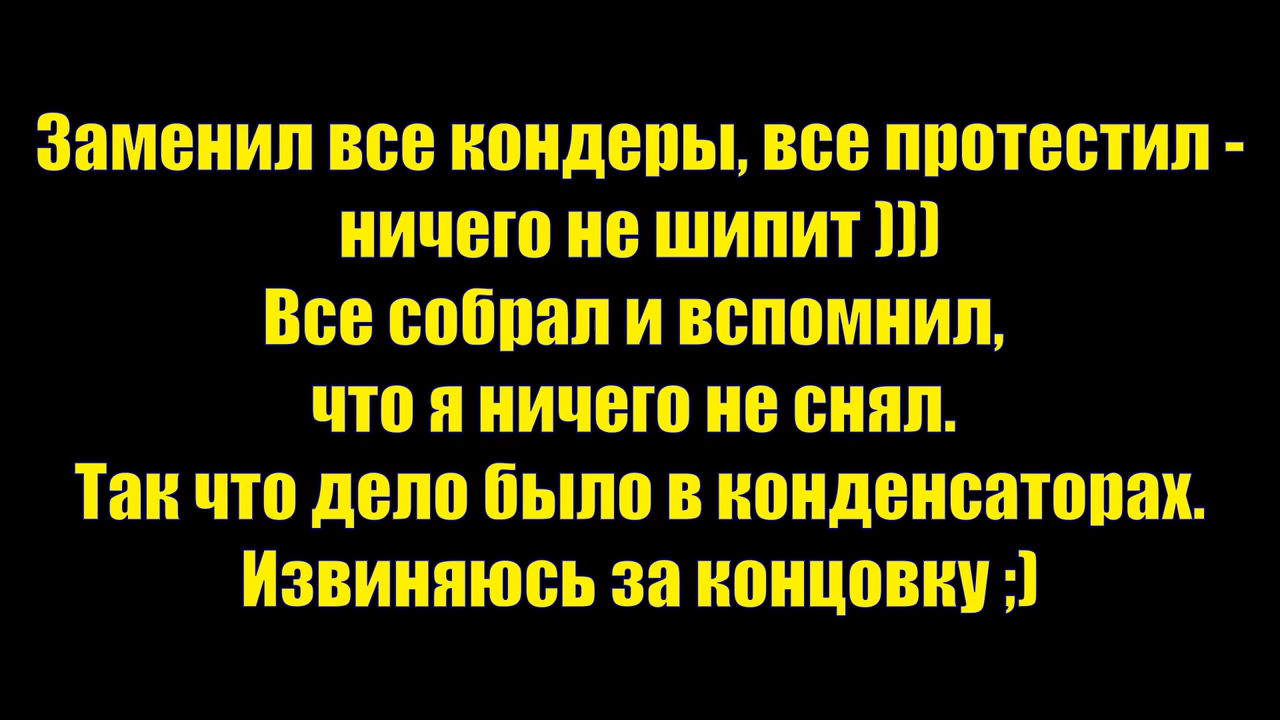 Заменил все кондеры, все протестил -
ничего не шипит )))
Все собрал и вспомнил,
что я ничего не снял.
Так что дело было в конденсаторах.
Извиняюсь за концовку ;)